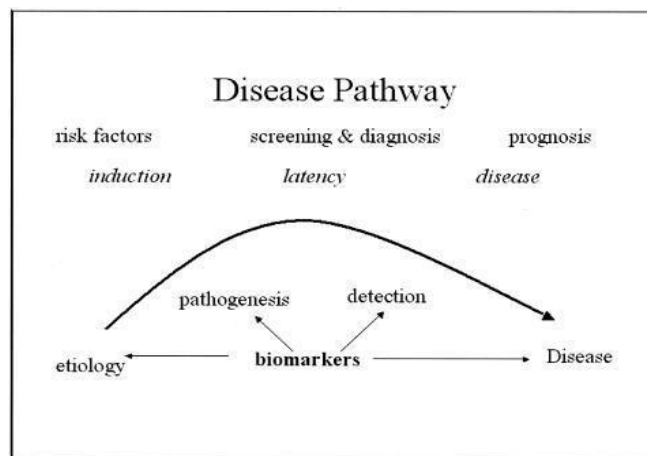 Disease Pathway
risk factors screening & diagnosis prognosis
induction latency disease
pathogenesis detection
etiology biomarkers Disease